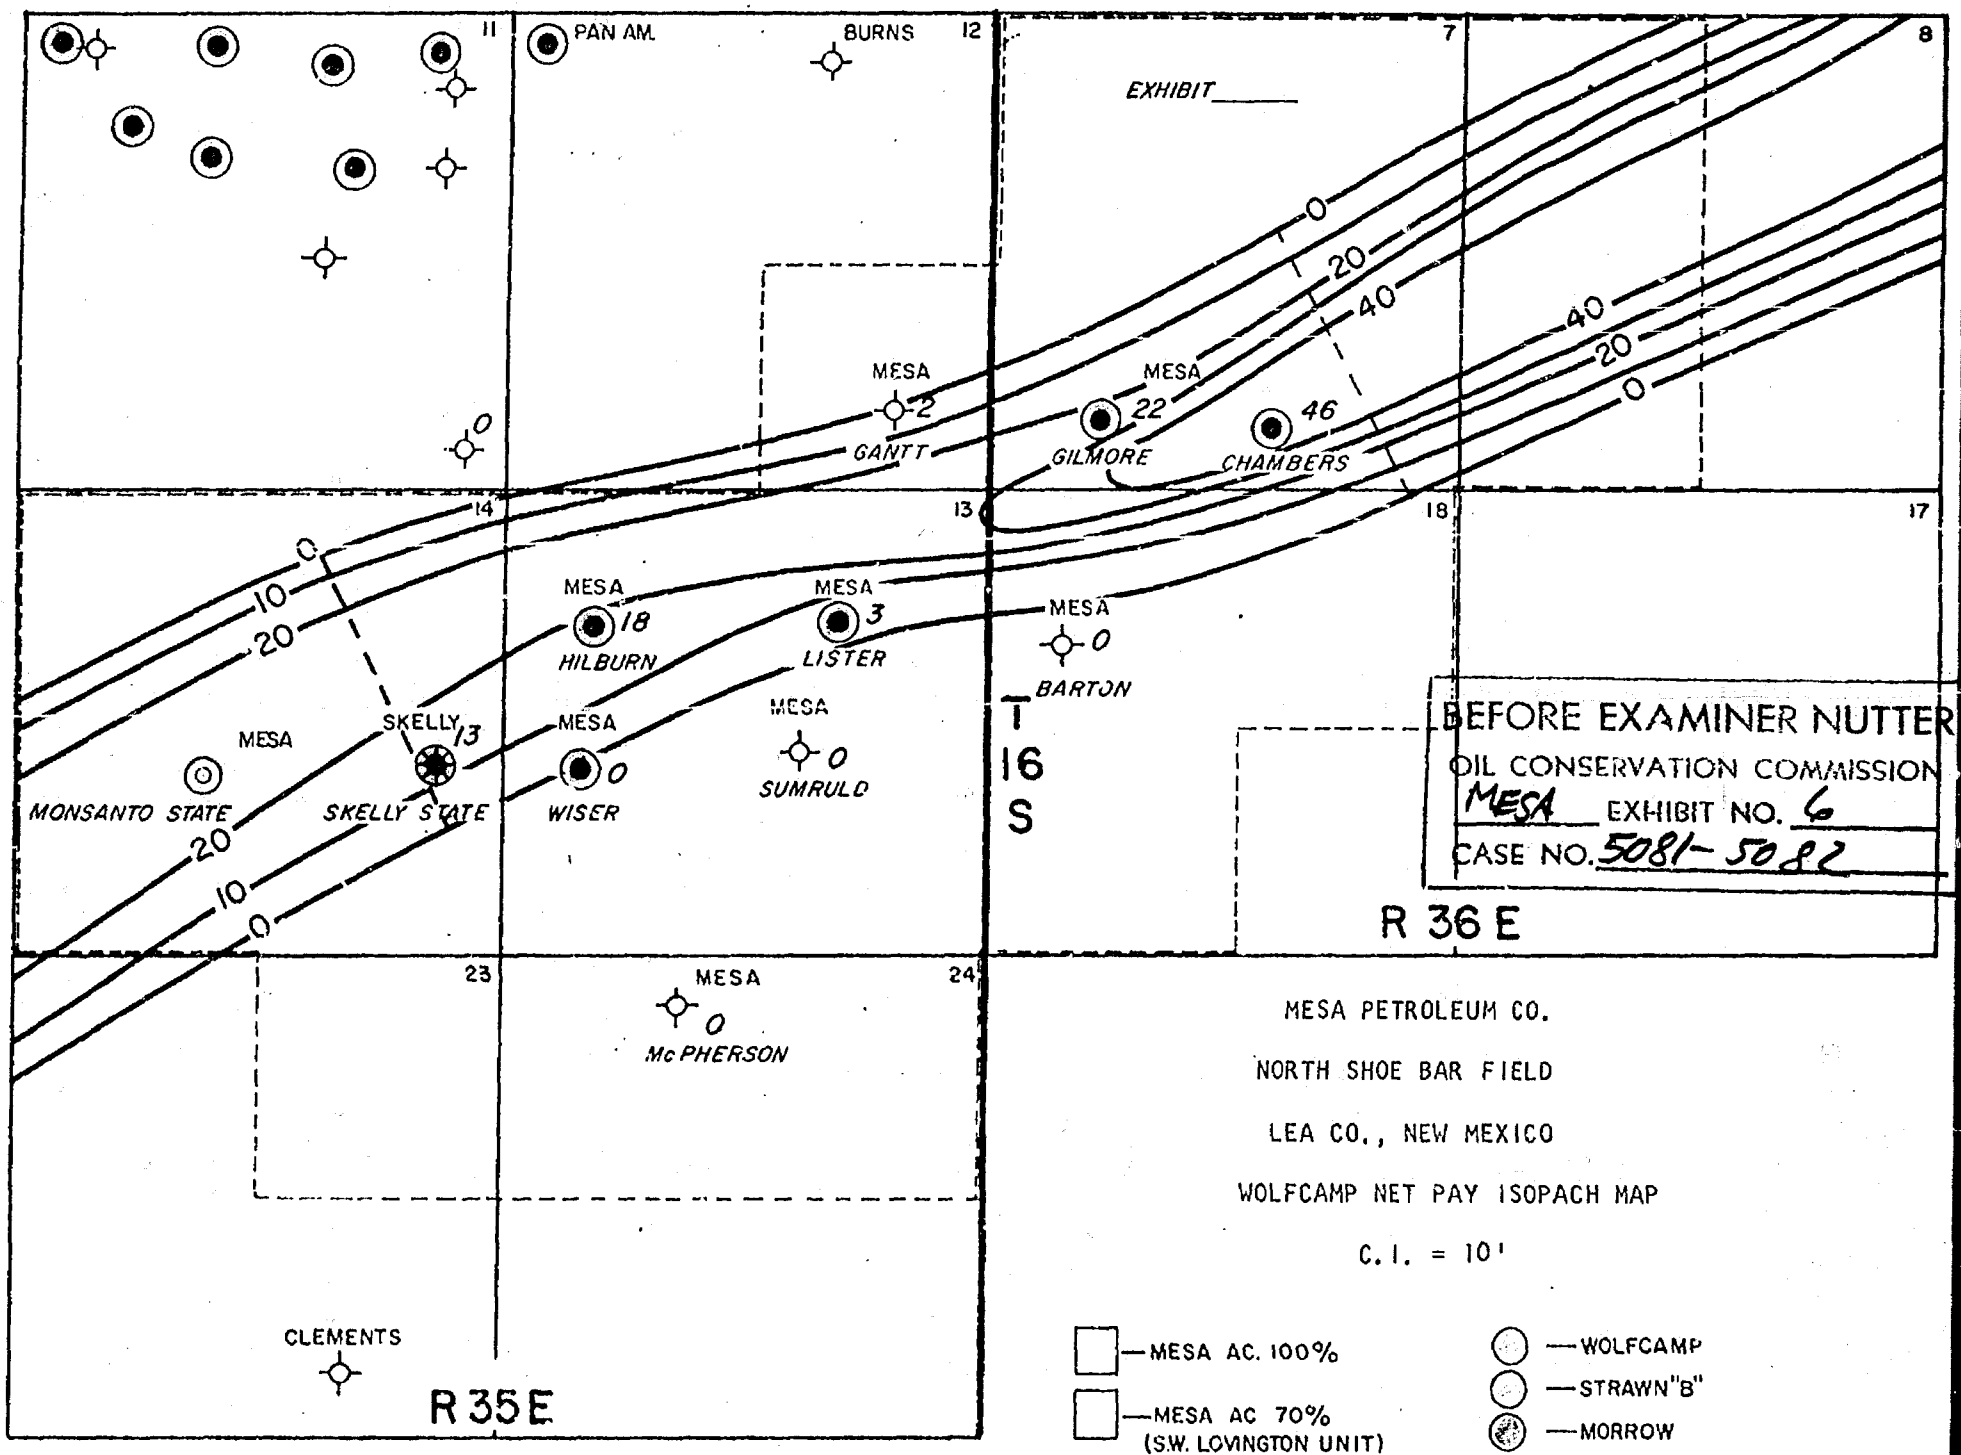 11
PAN AM.
BURNS
12
7
8
EXHIBIT______
0
20
40
40
20
0
MESA
2
GANTT
MESA
22
GILMORE
46
CHAMBERS
0
14
13
18
17
0
10
20
MESA
18
HILBURN
MESA
3
LISTER
MESA
0
BARTON
MESA
MONSANTO STATE
SKELLY
13
SKELLY STATE
MESA
0
WISER
MESA
0
SUMRULD
T
16
S
20
10
0
BEFORE EXAMINER NUTTER
OIL CONSERVATION COMMISSION
MESA EXHIBIT NO. 6
CASE NO. 5081-5082
R 36 E
23
24
MESA
0
McPHERSON
MESA PETROLEUM CO.
NORTH SHOE BAR FIELD
LEA CO., NEW MEXICO
WOLFCAMP NET PAY ISOPACH MAP
C.I. = 10'
CLEMENTS
R 35 E
—MESA AC. 100%
—MESA AC 70%
(S.W. LOVINGTON UNIT)
—WOLFCAMP
—STRAWN "B"
—MORROW